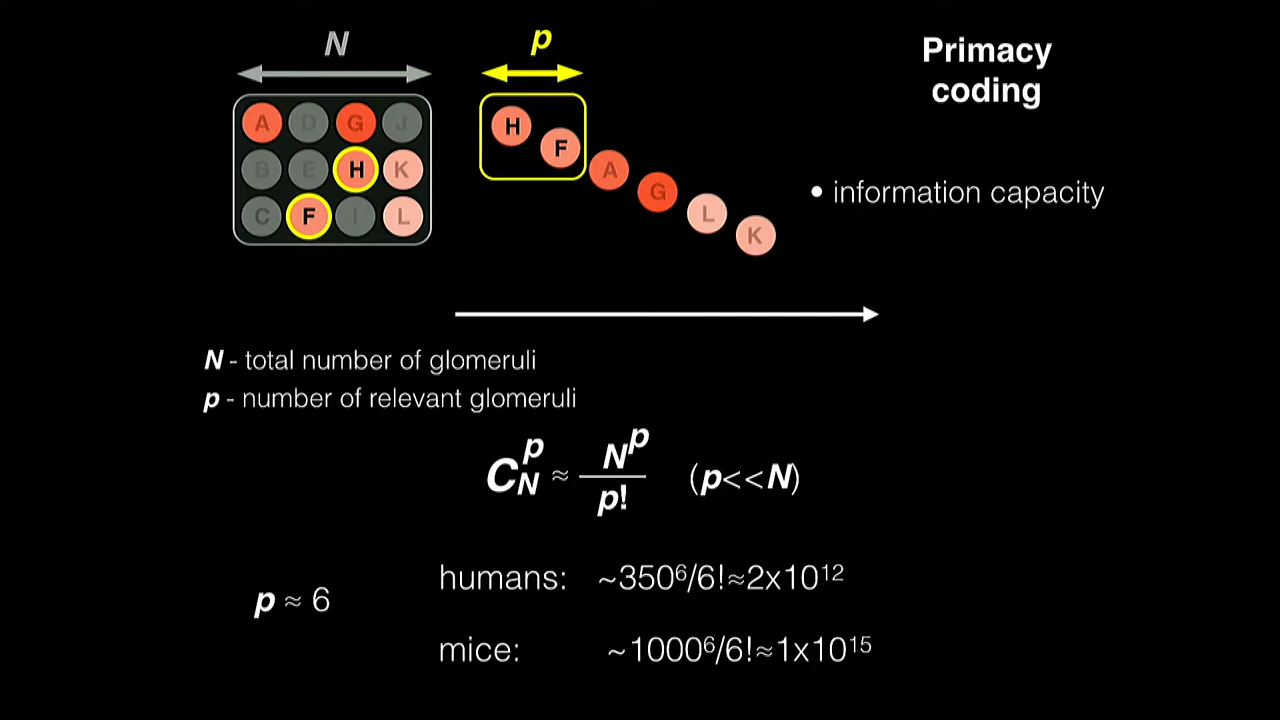 N
p
Primacy
coding
A D G J
B E H K
C F I L
H
F
A
G
L
K
• information capacity
N - total number of glomeruli
p - number of relevant glomeruli
C_N^p ≈ N^p / p! (p<<N)
p ≈ 6
humans: ~350⁶/6!≈2x10¹²
mice: ~1000⁶/6!≈1x10¹⁵